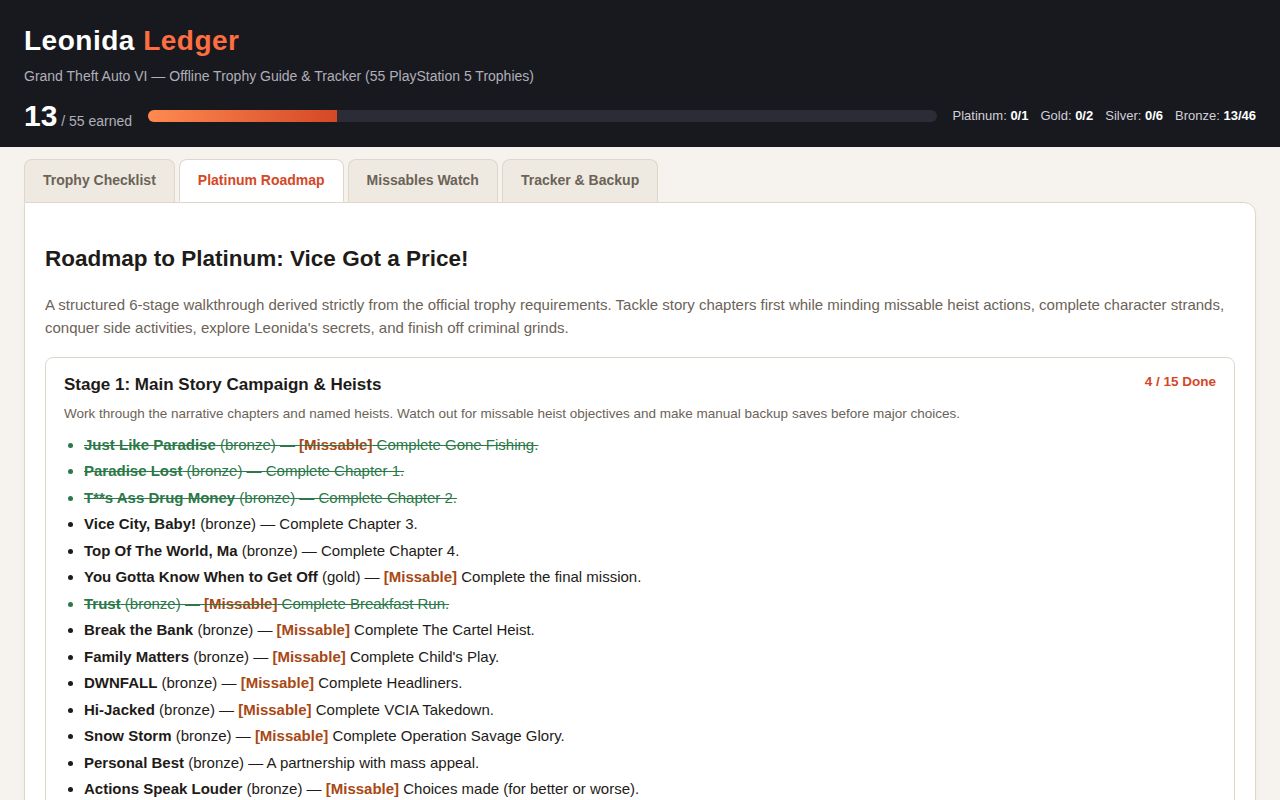 Leonida Ledger
Grand Theft Auto VI — Offline Trophy Guide & Tracker (55 PlayStation 5 Trophies)
13 / 55 earned
Platinum: 0/1 Gold: 0/2 Silver: 0/6 Bronze: 13/46
Trophy Checklist
Platinum Roadmap
Missables Watch
Tracker & Backup
Roadmap to Platinum: Vice Got a Price!
A structured 6-stage walkthrough derived strictly from the official trophy requirements. Tackle story chapters first while minding missable heist actions, complete character strands,
conquer side activities, explore Leonida's secrets, and finish off criminal grinds.
Stage 1: Main Story Campaign & Heists
4 / 15 Done
Work through the narrative chapters and named heists. Watch out for missable heist objectives and make manual backup saves before major choices.
• Just Like Paradise (bronze) — [Missable] Complete Gone Fishing.
• Paradise Lost (bronze) — Complete Chapter 1.
• T**s Ass Drug Money (bronze) — Complete Chapter 2.
• Vice City, Baby! (bronze) — Complete Chapter 3.
• Top Of The World, Ma (bronze) — Complete Chapter 4.
• You Gotta Know When to Get Off (gold) — [Missable] Complete the final mission.
• Trust (bronze) — [Missable] Complete Breakfast Run.
• Break the Bank (bronze) — [Missable] Complete The Cartel Heist.
• Family Matters (bronze) — [Missable] Complete Child's Play.
• DWNFALL (bronze) — [Missable] Complete Headliners.
• Hi-Jacked (bronze) — [Missable] Complete VCIA Takedown.
• Snow Storm (bronze) — [Missable] Complete Operation Savage Glory.
• Personal Best (bronze) — A partnership with mass appeal.
• Actions Speak Louder (bronze) — [Missable] Choices made (for better or worse).